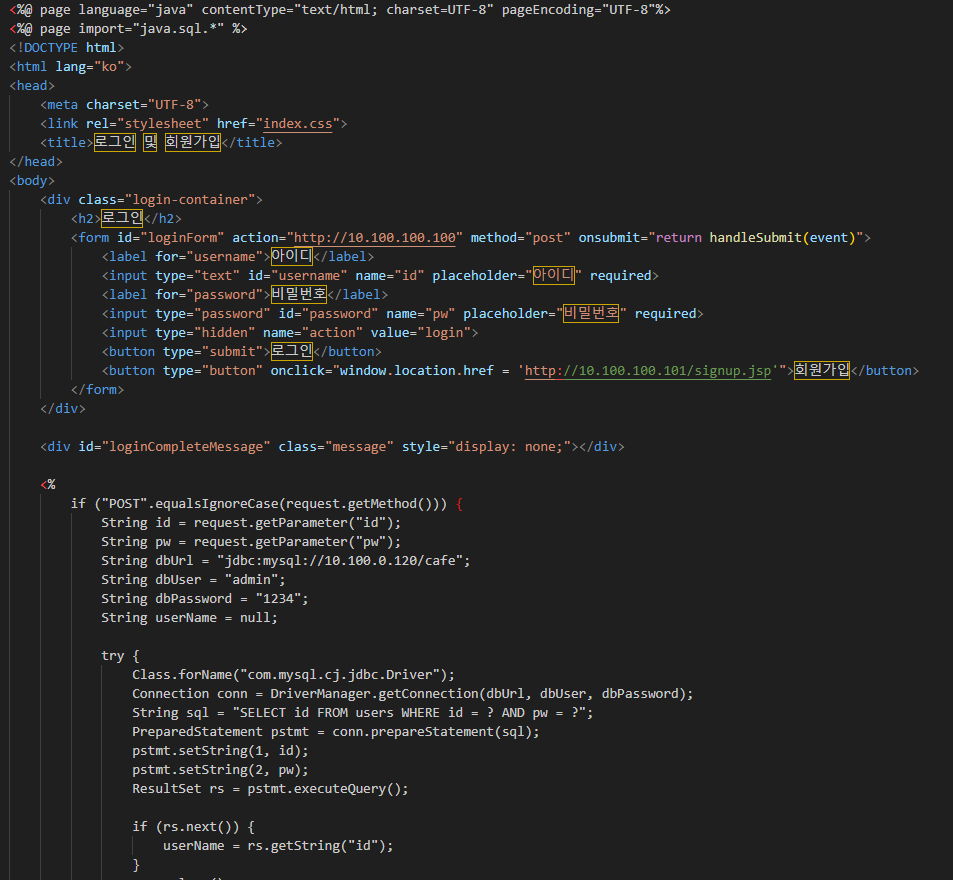 <%@ page language="java" contentType="text/html; charset=UTF-8" pageEncoding="UTF-8"%>
<%@ page import="java.sql.*" %>
<!DOCTYPE html>
<html lang="ko">
<head>
    <meta charset="UTF-8">
    <link rel="stylesheet" href="index.css">
    <title>로그인 및 회원가입</title>
</head>
<body>
    <div class="login-container">
        <h2>로그인</h2>
        <form id="loginForm" action="http://10.100.100.100" method="post" onsubmit="return handleSubmit(event)">
            <label for="username">아이디</label>
            <input type="text" id="username" name="id" placeholder="아이디" required>
            <label for="password">비밀번호</label>
            <input type="password" id="password" name="pw" placeholder="비밀번호" required>
            <input type="hidden" name="action" value="login">
            <button type="submit">로그인</button>
            <button type="button" onclick="window.location.href = 'http://10.100.100.101/signup.jsp'">회원가입</button>
        </form>
    </div>

    <div id="loginCompleteMessage" class="message" style="display: none;"></div>

    <%
        if ("POST".equalsIgnoreCase(request.getMethod())) {
            String id = request.getParameter("id");
            String pw = request.getParameter("pw");
            String dbUrl = "jdbc:mysql://10.100.0.120/cafe";
            String dbUser = "admin";
            String dbPassword = "1234";
            String userName = null;

            try {
                Class.forName("com.mysql.cj.jdbc.Driver");
                Connection conn = DriverManager.getConnection(dbUrl, dbUser, dbPassword);
                String sql = "SELECT id FROM users WHERE id = ? AND pw = ?";
                PreparedStatement pstmt = conn.prepareStatement(sql);
                pstmt.setString(1, id);
                pstmt.setString(2, pw);
                ResultSet rs = pstmt.executeQuery();

                if (rs.next()) {
                    userName = rs.getString("id");
                }